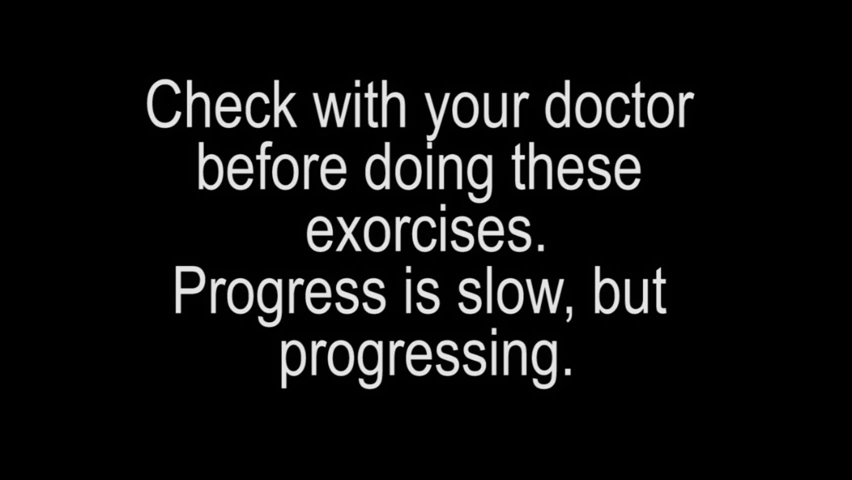 Check with your doctor
before doing these
exorcises.
Progress is slow, but
progressing.